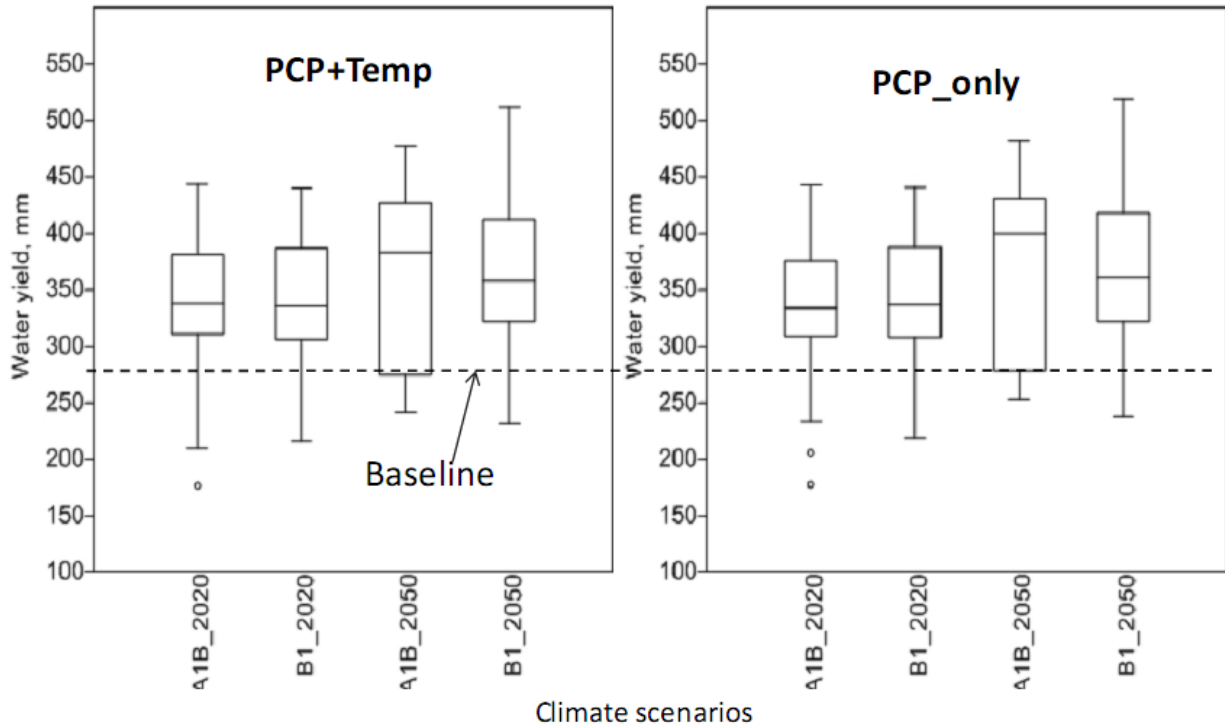 PCP+Temp
Water yield, mm
550
500
450
400
350
300
250
200
150
100
Baseline
A1B_2020
B1_2020
A1B_2050
B1_2050
PCP_only
Water yield, mm
550
500
450
400
350
300
250
200
150
100
A1B_2020
B1_2020
A1B_2050
B1_2050
Climate scenarios